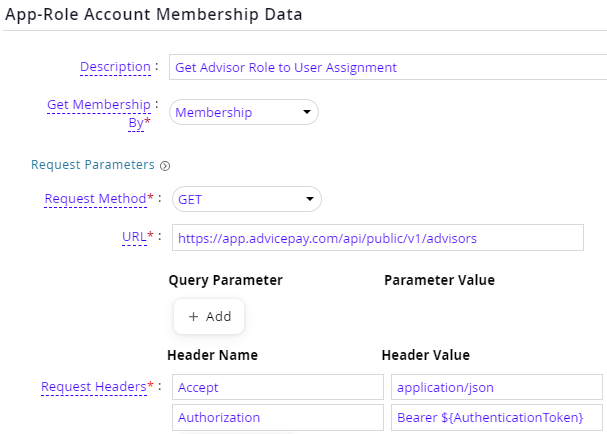 App-Role Account Membership Data
Description : Get Advisor Role to User Assignment
Get Membership : 
By* Membership
Request Parameters
Request Method* : GET
URL* : https://app.advicepay.com/api/public/v1/advisors
Query Parameter Parameter Value
+ Add
Header Name Header Value
Request Headers* : Accept application/json
Authorization Bearer ${AuthenticationToken}